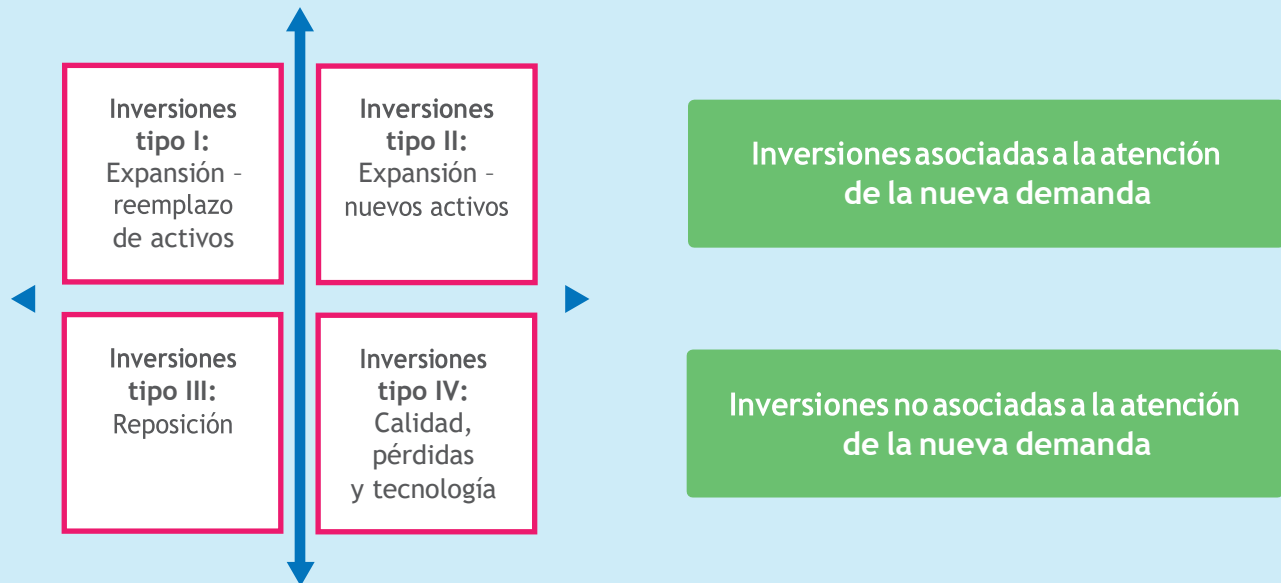 Inversiones
tipo I:
Expansión –
reemplazo
de activos
Inversiones
tipo II:
Expansión –
nuevos activos
Inversiones asociadas a la atención
de la nueva demanda
Inversiones
tipo III:
Reposición
Inversiones
tipo IV:
Calidad,
pérdidas
y tecnología
Inversiones no asociadas a la atención
de la nueva demanda